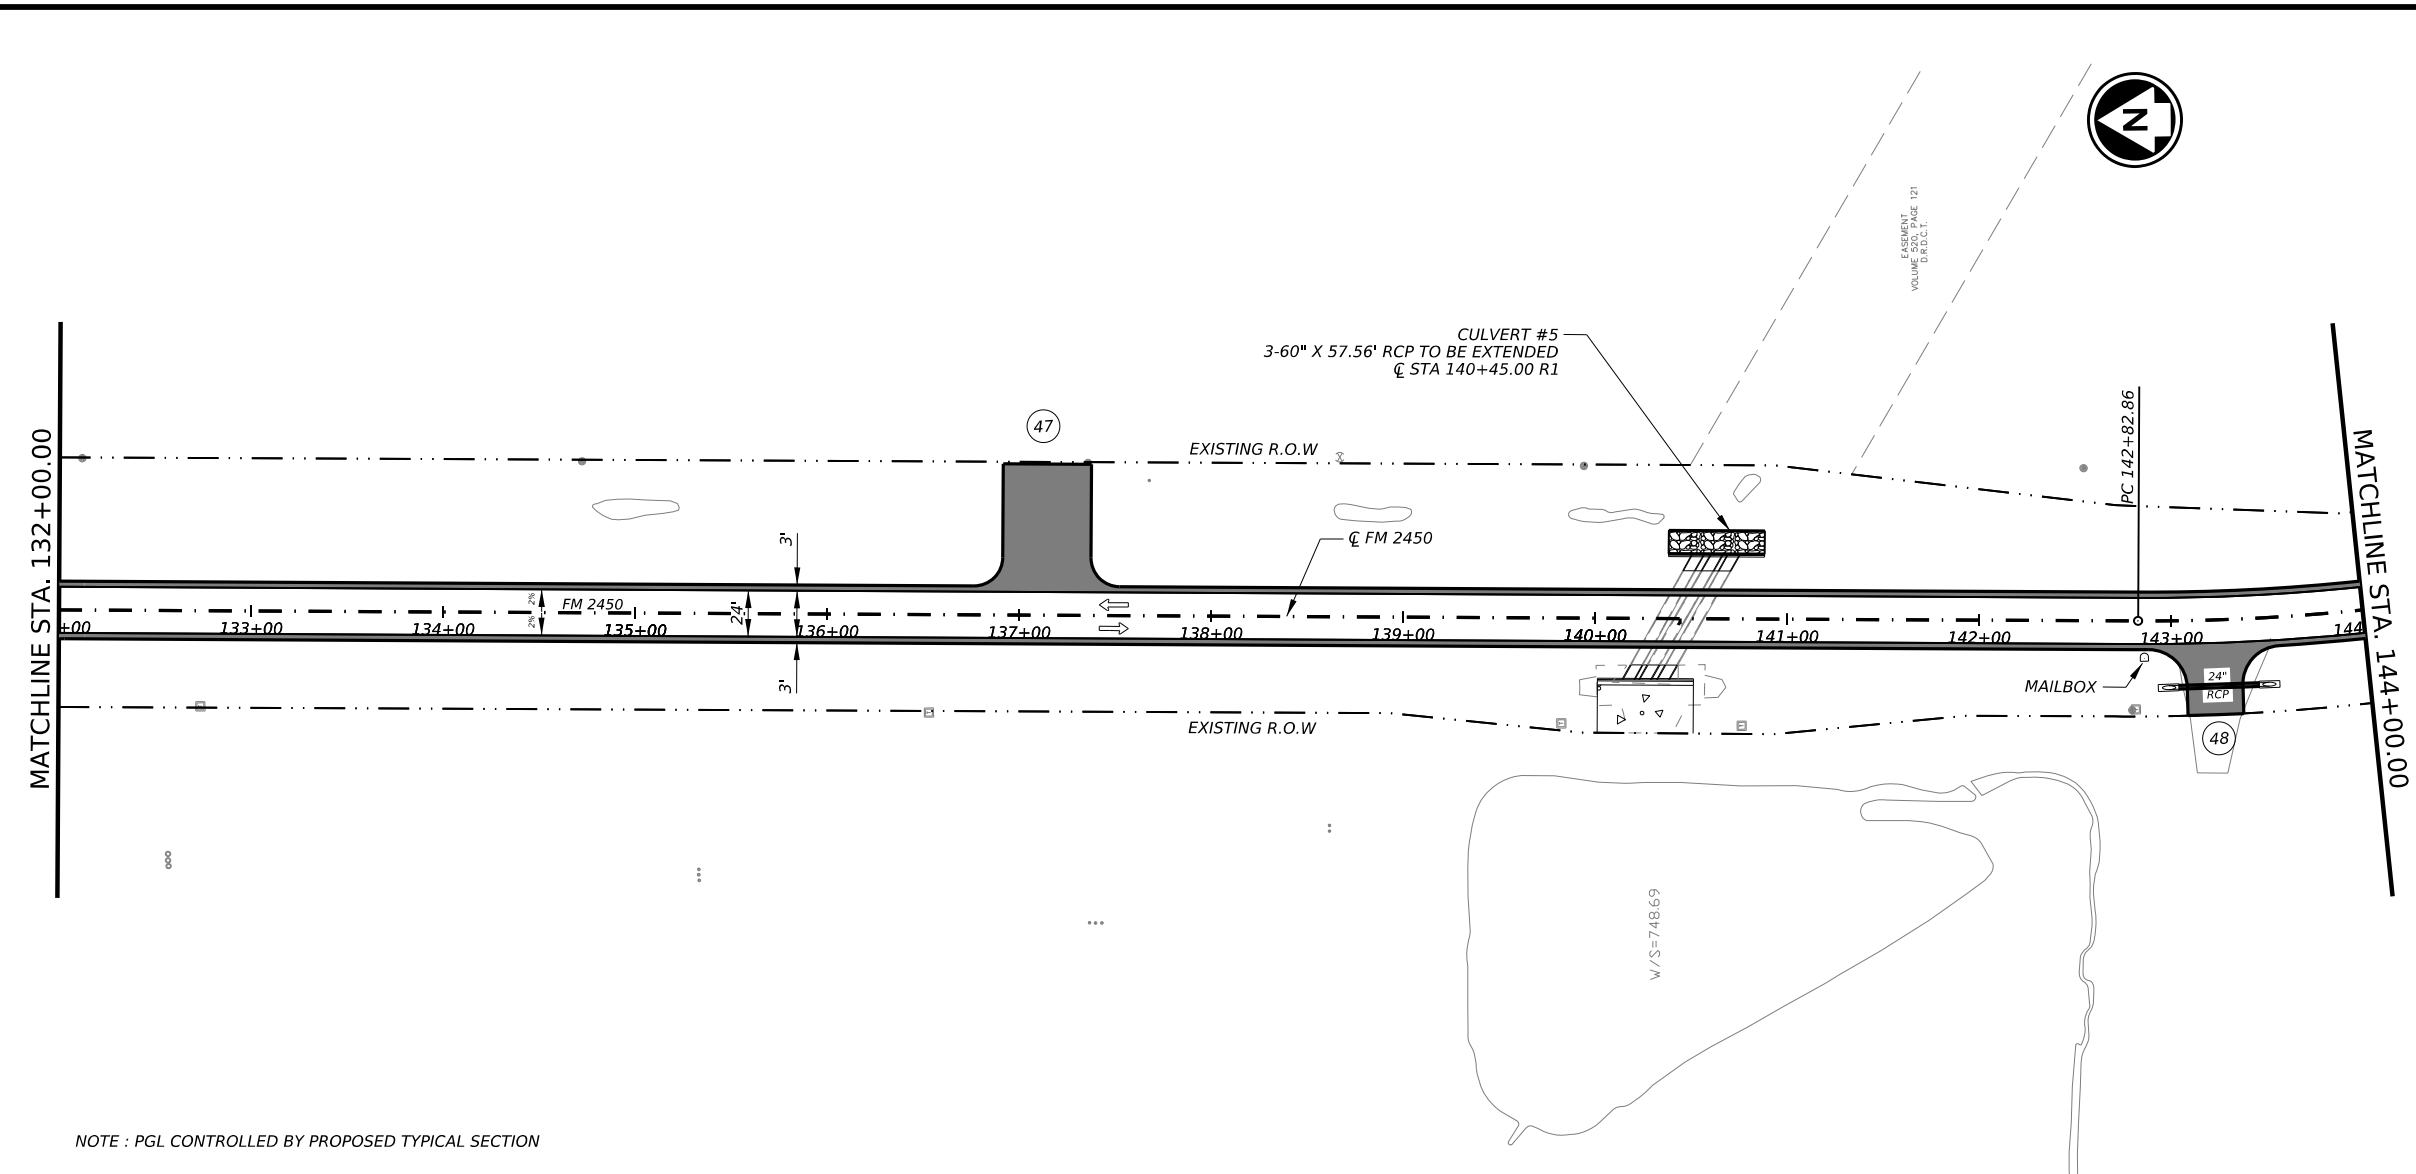 N
EASEMENT
VOLUME 520, PAGE 121
D.R.D.C.T.
CULVERT #5
3-60" X 57.56' RCP TO BE EXTENDED
℄ STA 140+45.00 R1
PC 142+82.86
MATCHLINE STA. 132+00.00
MATCHLINE STA. 144+00.00
47
EXISTING R.O.W
3'
℄ FM 2450
2%
2%
FM 2450
24'
+00
133+00
134+00
135+00
136+00
137+00
138+00
139+00
140+00
141+00
142+00
143+00
144
3'
MAILBOX
24"
RCP
EXISTING R.O.W
48
W/S=748.69
NOTE : PGL CONTROLLED BY PROPOSED TYPICAL SECTION